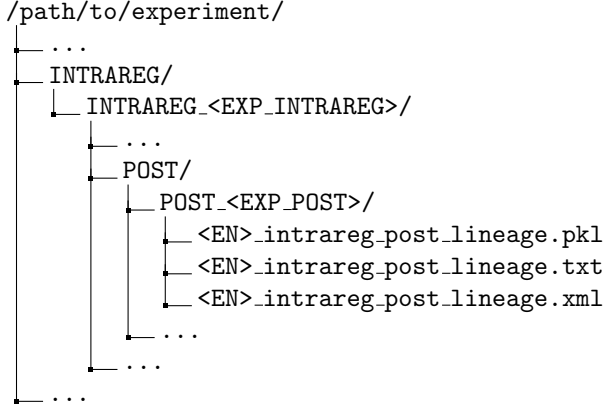 /path/to/experiment/
...
INTRAREG/
INTRAREG_<EXP_INTRAREG>/
...
POST/
POST_<EXP_POST>/
<EN>_intrareg_post_lineage.pkl
<EN>_intrareg_post_lineage.txt
<EN>_intrareg_post_lineage.xml
...
...
...